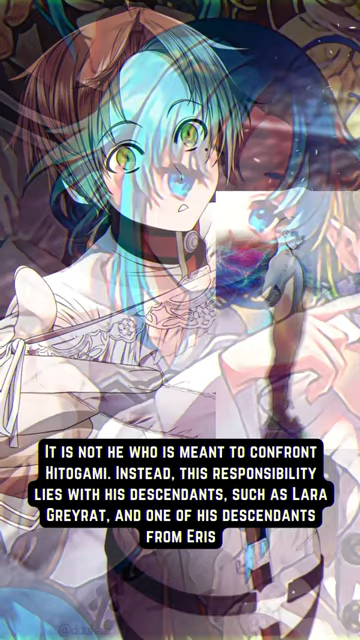 It is not he who is meant to confront
Hitogami. Instead, this responsibility
lies with his descendants, such as Lara
Greyrat, and one of his descendants
from Eris